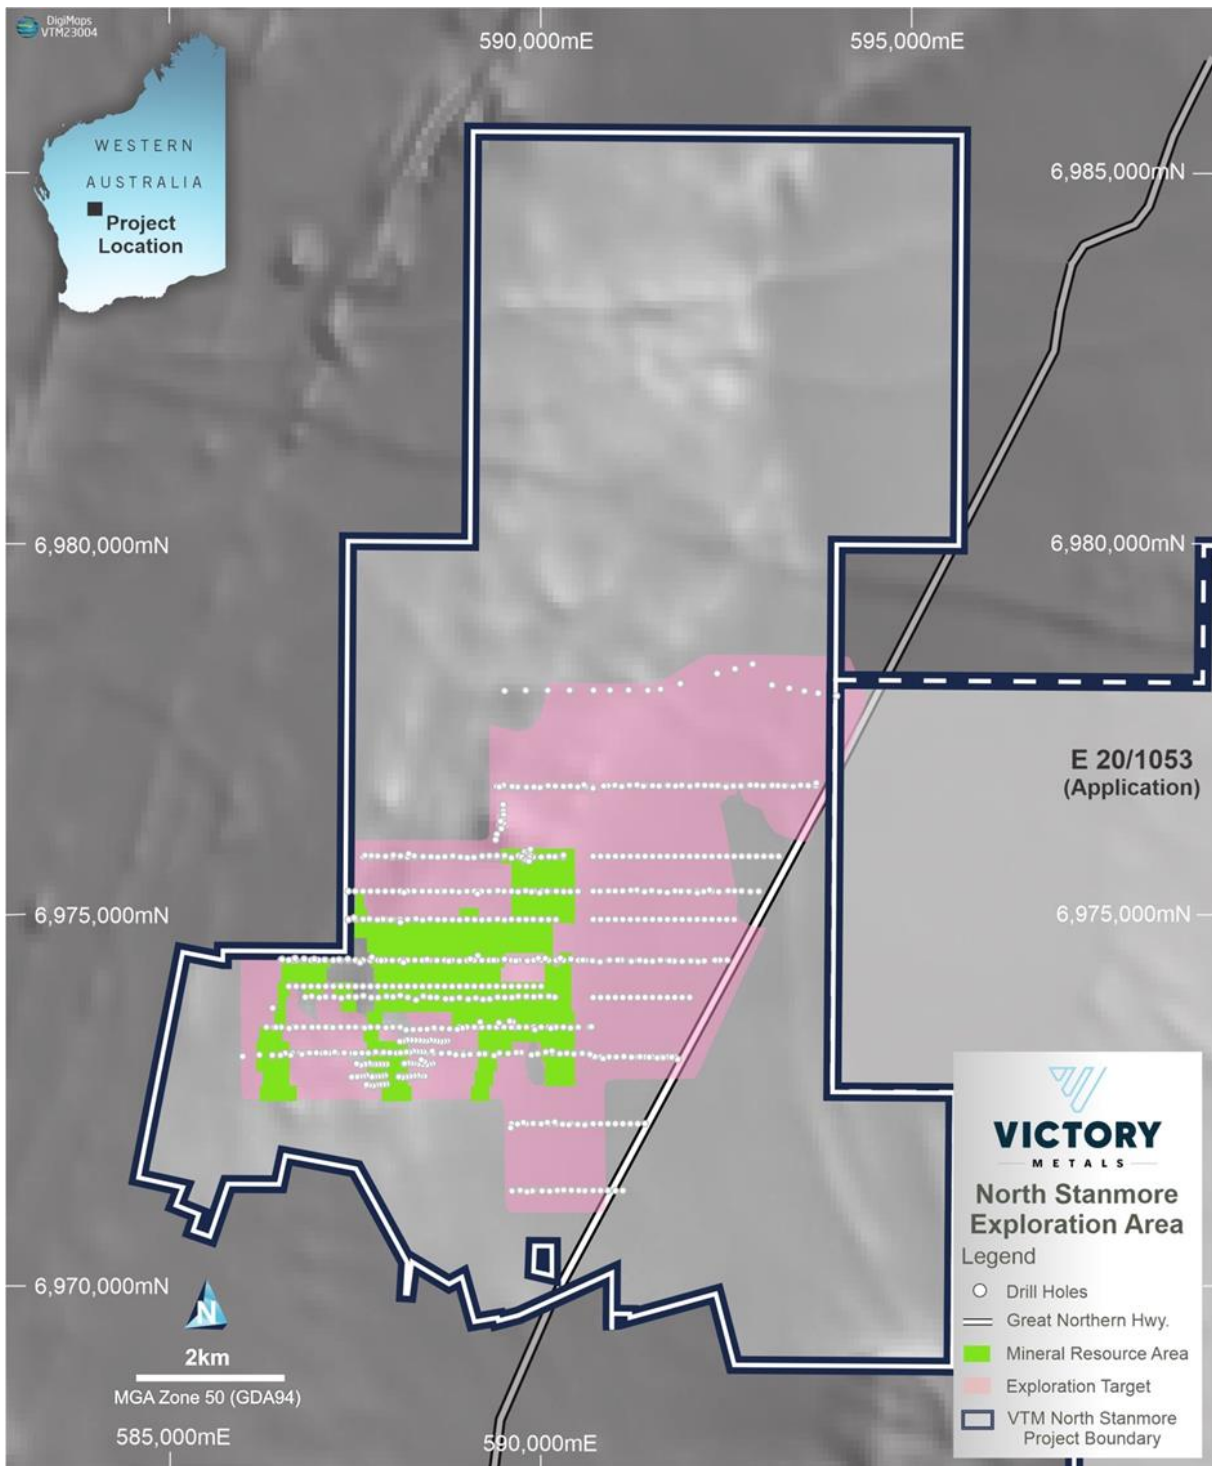 DigiMaps
VTM23004
590,000mE
595,000mE
WESTERN
AUSTRALIA
Project
Location
6,985,000mN
6,980,000mN
6,980,000mN
E 20/1053
(Application)
6,975,000mN
6,975,000mN
6,970,000mN
N
2km
MGA Zone 50 (GDA94)
585,000mE
590,000mE
VICTORY
METALS
North Stanmore
Exploration Area
Legend
Drill Holes
Great Northern Hwy.
Mineral Resource Area
Exploration Target
VTM North Stanmore
Project Boundary